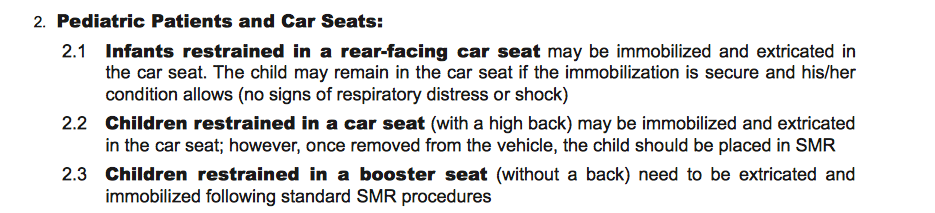 2. Pediatric Patients and Car Seats:
2.1 Infants restrained in a rear-facing car seat may be immobilized and extricated in
the car seat. The child may remain in the car seat if the immobilization is secure and his/her
condition allows (no signs of respiratory distress or shock)
2.2 Children restrained in a car seat (with a high back) may be immobilized and extricated
in the car seat; however, once removed from the vehicle, the child should be placed in SMR
2.3 Children restrained in a booster seat (without a back) need to be extricated and
immobilized following standard SMR procedures